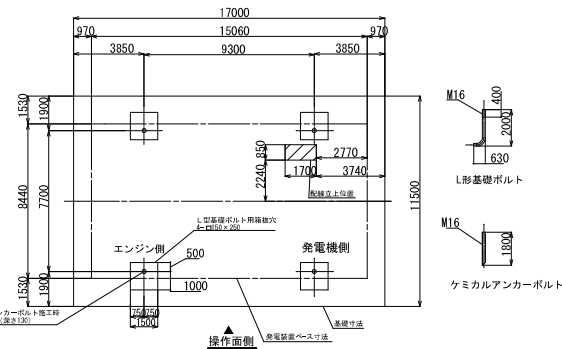 17000
970
15060
970
3850
9300
3850
1530
1900
8440
7700
1530
1900
850
2240
2770
1700
3740
配線立上位置
11500
L型基礎ボルト用箱抜穴
4-□150×250
エンジン側
500
発電機側
1000
ンカーボルト施工時
(深さ130)
750
750
1500
操作面側
発電装置ベース寸法
基礎寸法
M16
400
2000
630
L形基礎ボルト
M16
1800
ケミカルアンカーボルト